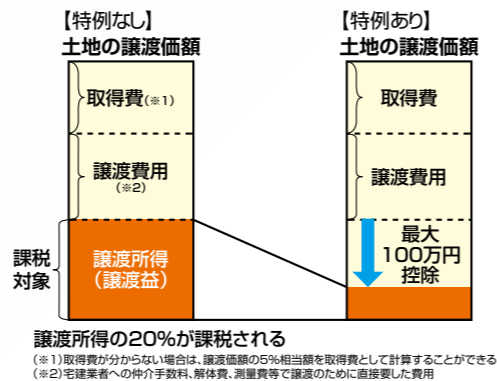 【特例なし】
土地の譲渡価額
取得費(※1)
譲渡費用
(※2)
課税
対象
譲渡所得
(譲渡益)
【特例あり】
土地の譲渡価額
取得費
譲渡費用
最大
100万円
控除
譲渡所得の20%が課税される
(※1)取得費が分からない場合は、譲渡価額の5%相当額を取得費として計算することができる
(※2)宅建業者への仲介手数料、解体費、測量費等で譲渡のために直接要した費用